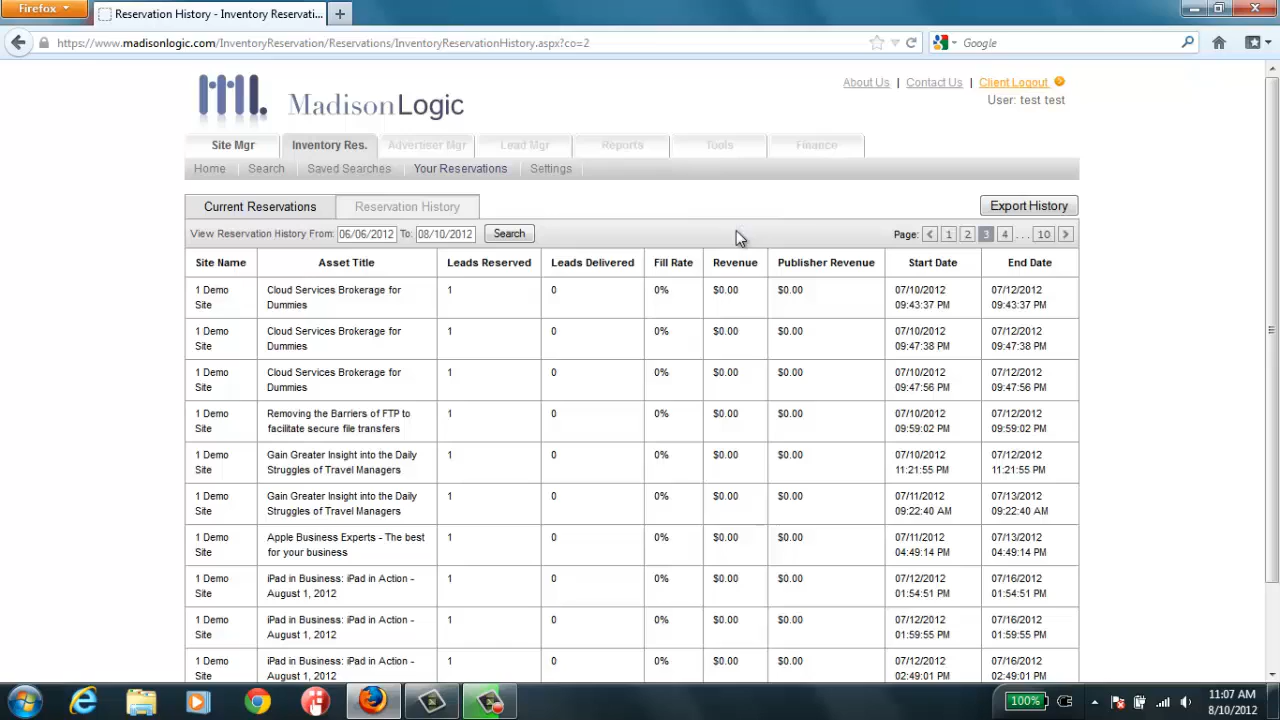 Firefox
Reservation History - Inventory Reservati...
https://www.madisonlogic.com/InventoryReservation/Reservations/InventoryReservationHistory.aspx?co=2
Google
ml.
MadisonLogic
About Us | Contact Us | Client Logout
User: test test
Site Mgr Inventory Res. Advertiser Mgr Lead Mgr Reports Tools Finance
Home Search Saved Searches Your Reservations Settings
Current Reservations Reservation History Export History
View Reservation History From: 06/06/2012 To: 08/10/2012 Search Page: 1 2 3 4 ... 10
Site Name Asset Title Leads Reserved Leads Delivered Fill Rate Revenue Publisher Revenue Start Date End Date
1 Demo Cloud Services Brokerage for 1 0 0% $0.00 $0.00 07/10/2012 07/12/2012
Site Dummies 09:43:37 PM 09:43:37 PM
1 Demo Cloud Services Brokerage for 1 0 0% $0.00 $0.00 07/10/2012 07/12/2012
Site Dummies 09:47:38 PM 09:47:38 PM
1 Demo Cloud Services Brokerage for 1 0 0% $0.00 $0.00 07/10/2012 07/12/2012
Site Dummies 09:47:56 PM 09:47:56 PM
1 Demo Removing the Barriers of FTP to 1 0 0% $0.00 $0.00 07/10/2012 07/12/2012
Site facilitate secure file transfers 09:59:02 PM 09:59:02 PM
1 Demo Gain Greater Insight into the Daily 1 0 0% $0.00 $0.00 07/10/2012 07/12/2012
Site Struggles of Travel Managers 11:21:55 PM 11:21:55 PM
1 Demo Gain Greater Insight into the Daily 1 0 0% $0.00 $0.00 07/11/2012 07/13/2012
Site Struggles of Travel Managers 09:22:40 AM 09:22:40 AM
1 Demo Apple Business Experts - The best 1 0 0% $0.00 $0.00 07/11/2012 07/13/2012
Site for your business 04:49:14 PM 04:49:14 PM
1 Demo iPad in Business: iPad in Action - 1 0 0% $0.00 $0.00 07/12/2012 07/16/2012
Site August 1, 2012 01:54:51 PM 01:54:51 PM
1 Demo iPad in Business: iPad in Action - 1 0 0% $0.00 $0.00 07/12/2012 07/16/2012
Site August 1, 2012 01:59:55 PM 01:59:55 PM
1 Demo iPad in Business: iPad in Action - 1 0 0% $0.00 $0.00 07/12/2012 07/16/2012
Site August 1, 2012 02:49:01 PM 02:49:01 PM
100% 11:07 AM
8/10/2012